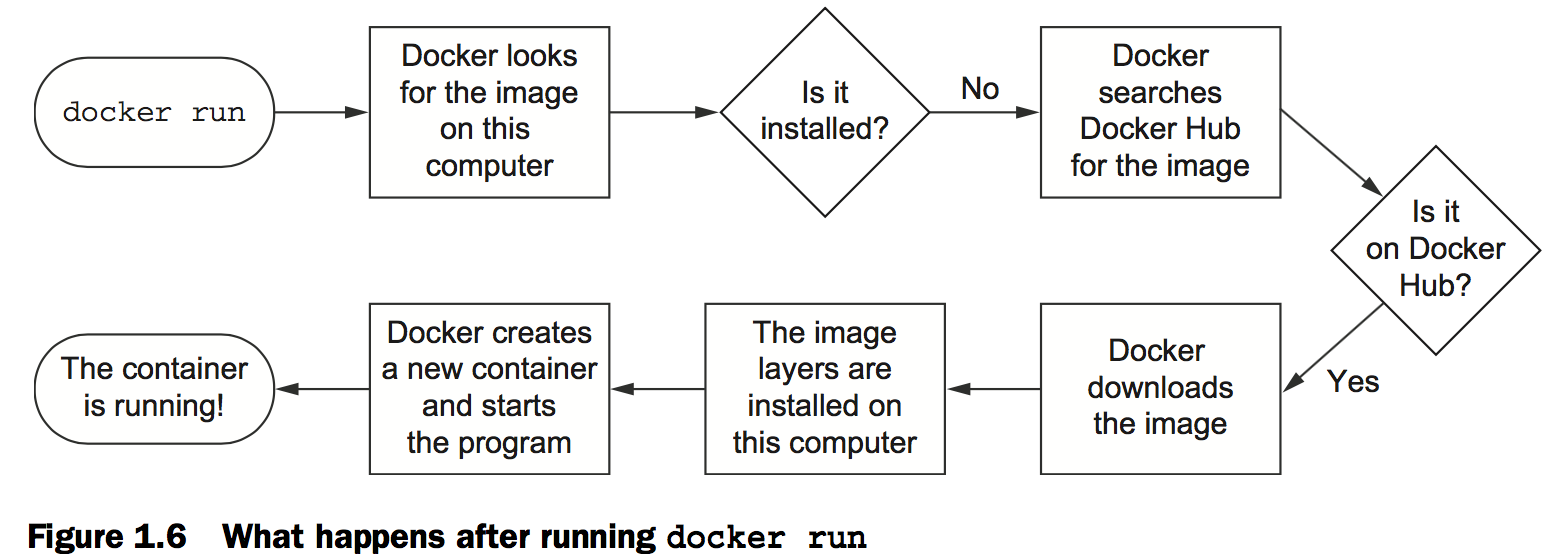 docker run
Docker looks
for the image
on this
computer
Is it
installed?
No
Docker
searches
Docker Hub
for the image
Is it
on Docker
Hub?
Yes
Docker
downloads
the image
The image
layers are
installed on
this computer
Docker creates
a new container
and starts
the program
The container
is running!
Figure 1.6 What happens after running docker run